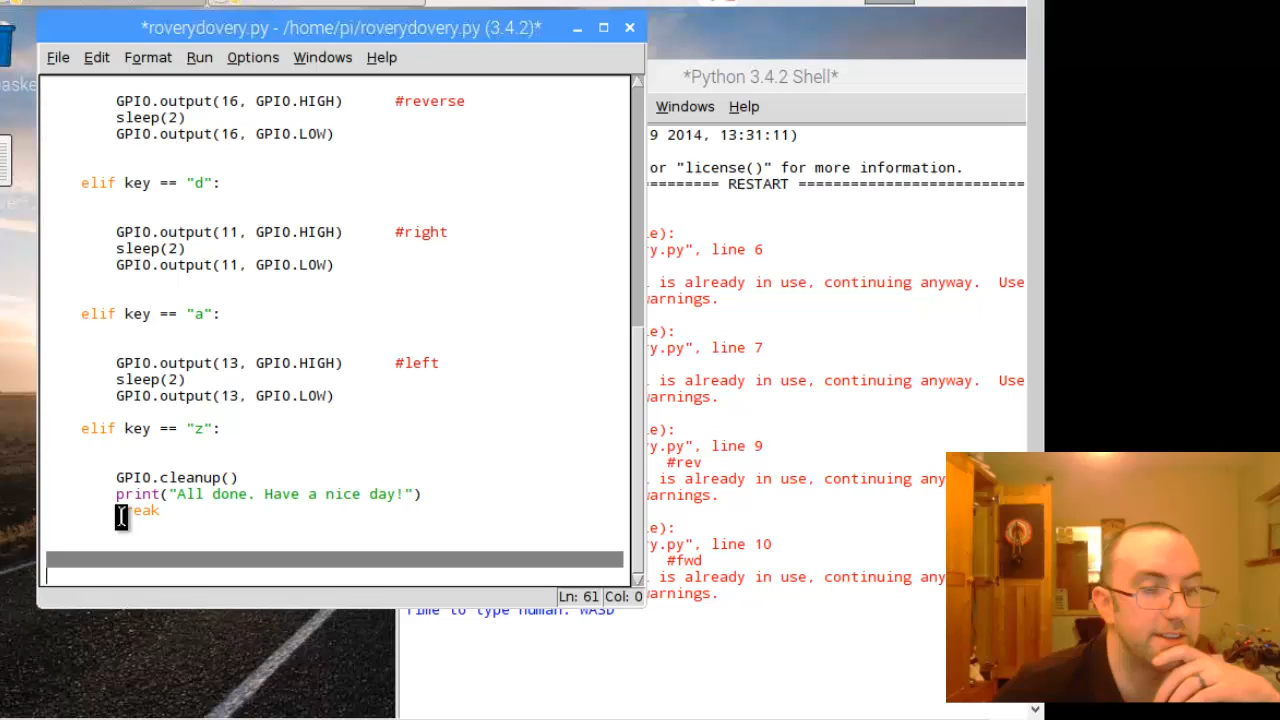 *roverydovery.py - /home/pi/roverydovery.py (3.4.2)*
File Edit Format Run Options Windows Help
GPIO.output(16, GPIO.HIGH) #reverse
sleep(2)
GPIO.output(16, GPIO.LOW)
elif key == "d":
GPIO.output(11, GPIO.HIGH) #right
sleep(2)
GPIO.output(11, GPIO.LOW)
elif key == "a":
GPIO.output(13, GPIO.HIGH) #left
sleep(2)
GPIO.output(13, GPIO.LOW)
elif key == "z":
GPIO.cleanup()
print("All done. Have a nice day!")
reak
Ln: 61 Col: 0
*Python 3.4.2 Shell*
Windows Help
9 2014, 13:31:11)
or "license()" for more information.
========= RESTART ==========================
e):
y.py", line 6
is already in use, continuing anyway. Use
warnings.
e):
y.py", line 7
is already in use, continuing anyway. Use
warnings.
e):
y.py", line 9
#rev
is already in use, continuing any
warnings.
e):
y.py", line 10
#fwd
is already in use, continuing any
warnings.
Time to type human. WASD